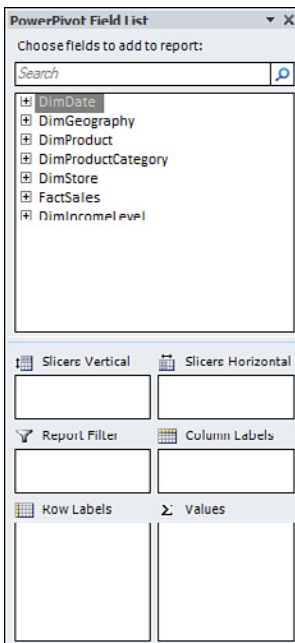 PowerPivot Field List
Choose fields to add to report:
Search
DimDate
DimGeography
DimProduct
DimProductCategory
DimStore
FactSales
DimIncomeLevel
Slicers Vertical
Slicers Horizontal
Report Filter
Column Labels
Row Labels
Σ Values